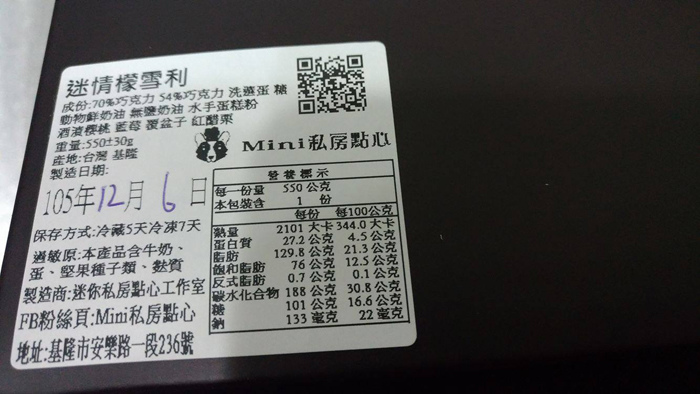 迷情檬雪利
成份:70%巧克力 54%巧克力 洗選蛋 糖
動物鮮奶油 無鹽奶油 水手蛋糕粉
酒漬櫻桃 藍莓 覆盆子 紅醋栗
重量:550±30g
產地:台灣 基隆
製造日期:
105年12月6日
保存方式:冷藏5天冷凍7天
過敏原:本產品含牛奶、
蛋、堅果種子類、麩質
製造商:迷你私房點心工作室
FB粉絲頁:Mini私房點心
地址:基隆市安樂路一段236號
Mini私房點心
營養標示
每一份量 550 公克
本包裝含 1 份
每份 每100公克
熱量 2101 大卡 344.0 大卡
蛋白質 27.2 公克 4.5 公克
脂肪 129.8 公克 21.3 公克
飽和脂肪 76 公克 12.5 公克
反式脂肪 0.7 公克 0.1 公克
碳水化合物 188 公克 30.8 公克
糖 101 公克 16.6 公克
鈉 133 毫克 22 毫克